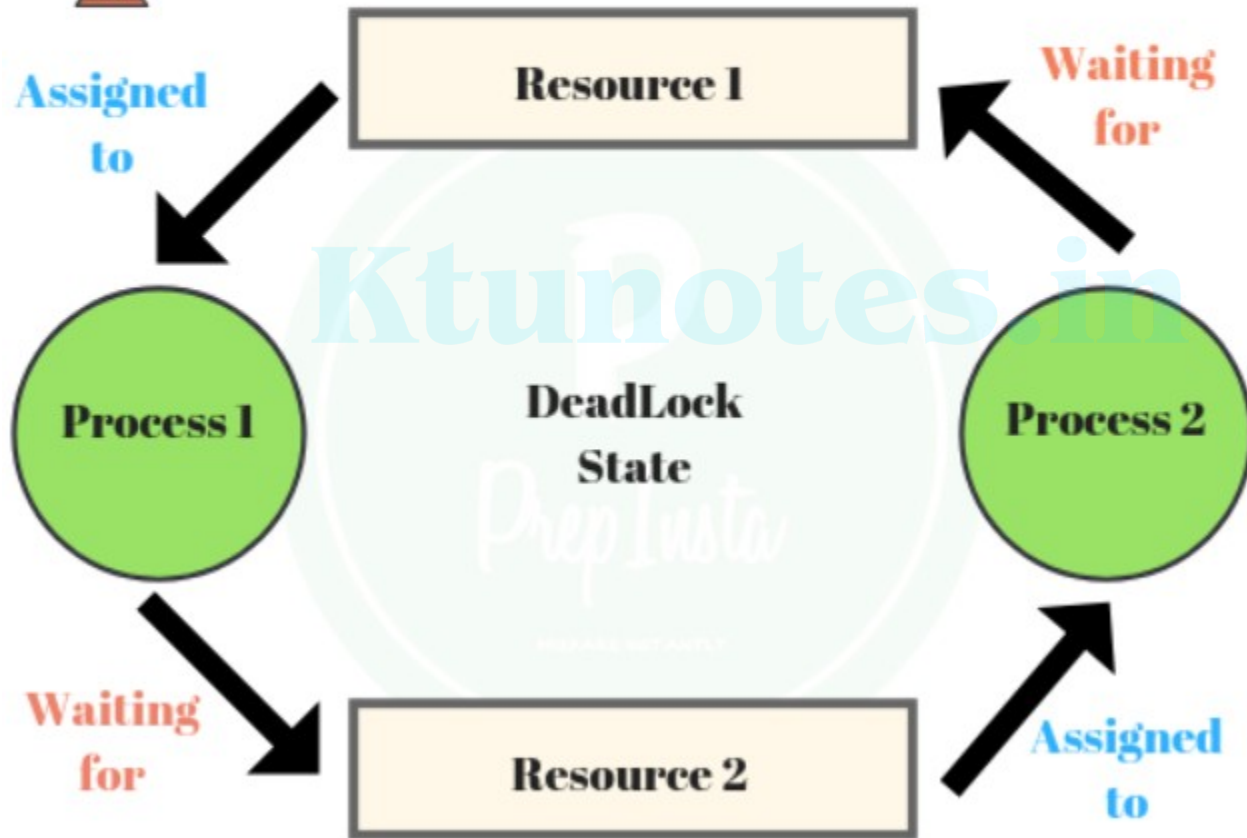 Resource 1
Assigned
to
Waiting
for
Ktunotes.in
Process 1
DeadLock
State
Process 2
PrepInsta
Waiting
for
Resource 2
Assigned
to